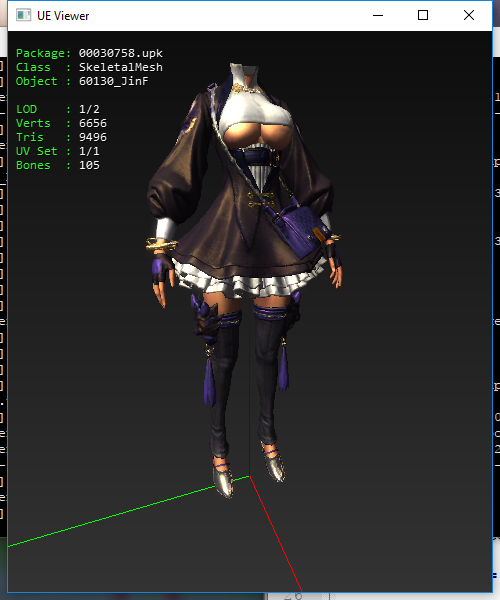 UE Viewer
Package: 00030758.upk
Class : SkeletalMesh
Object : 60130_JinF
LOD : 1/2
Verts : 6656
Tris : 9496
UV Set : 1/1
Bones : 105